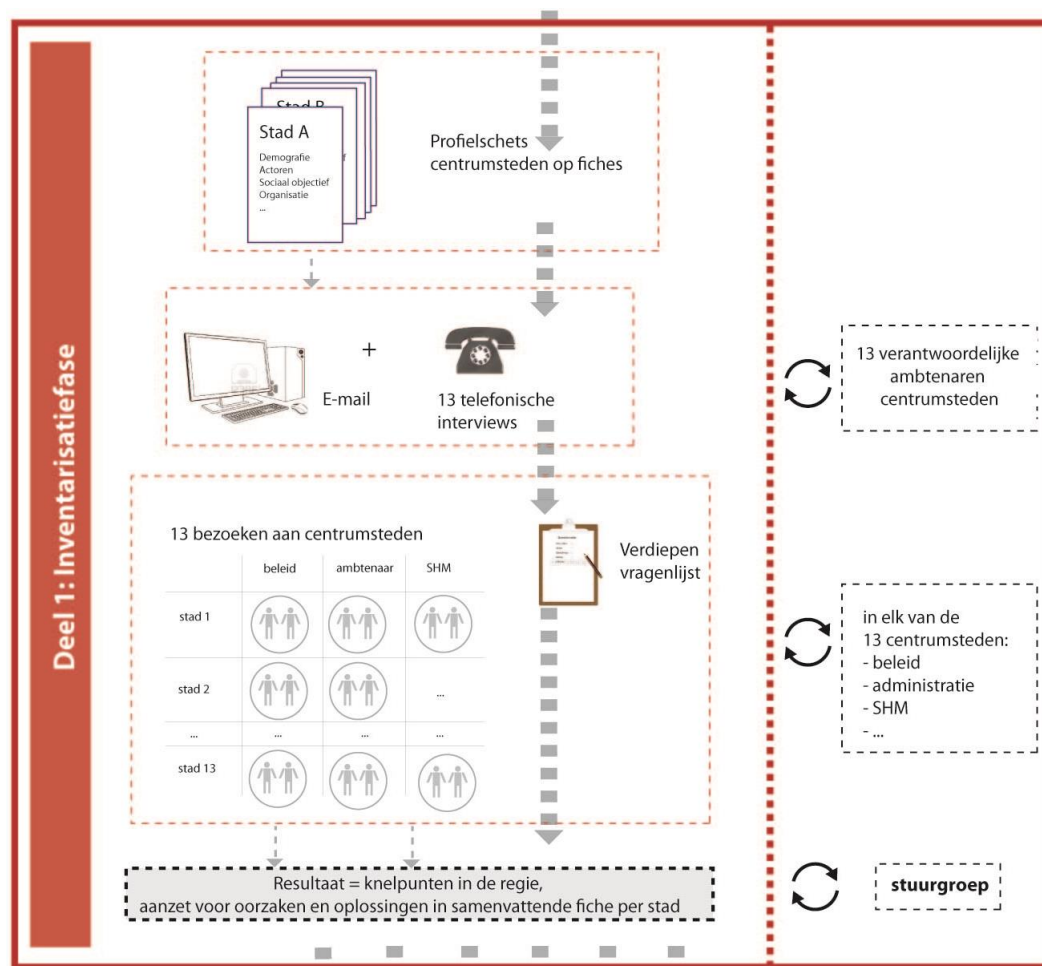 Deel 1: Inventarisatiefase
Stad B
Stad A
Demografie
Actoren
Sociaal objectief
Organisatie
...
Profielschets
centrumsteden op fiches
+
E-mail
13 telefonische
interviews
13 verantwoordelijke
ambtenaren
centrumsteden
13 bezoeken aan centrumsteden
beleid ambtenaar SHM
stad 1
stad 2 ...
... ... ... ...
stad 13
Verdiepen
vragenlijst
in elk van de
13 centrumsteden:
- beleid
- administratie
- SHM
- ...
Resultaat = knelpunten in de regie,
aanzet voor oorzaken en oplossingen in samenvattende fiche per stad
stuurgroep